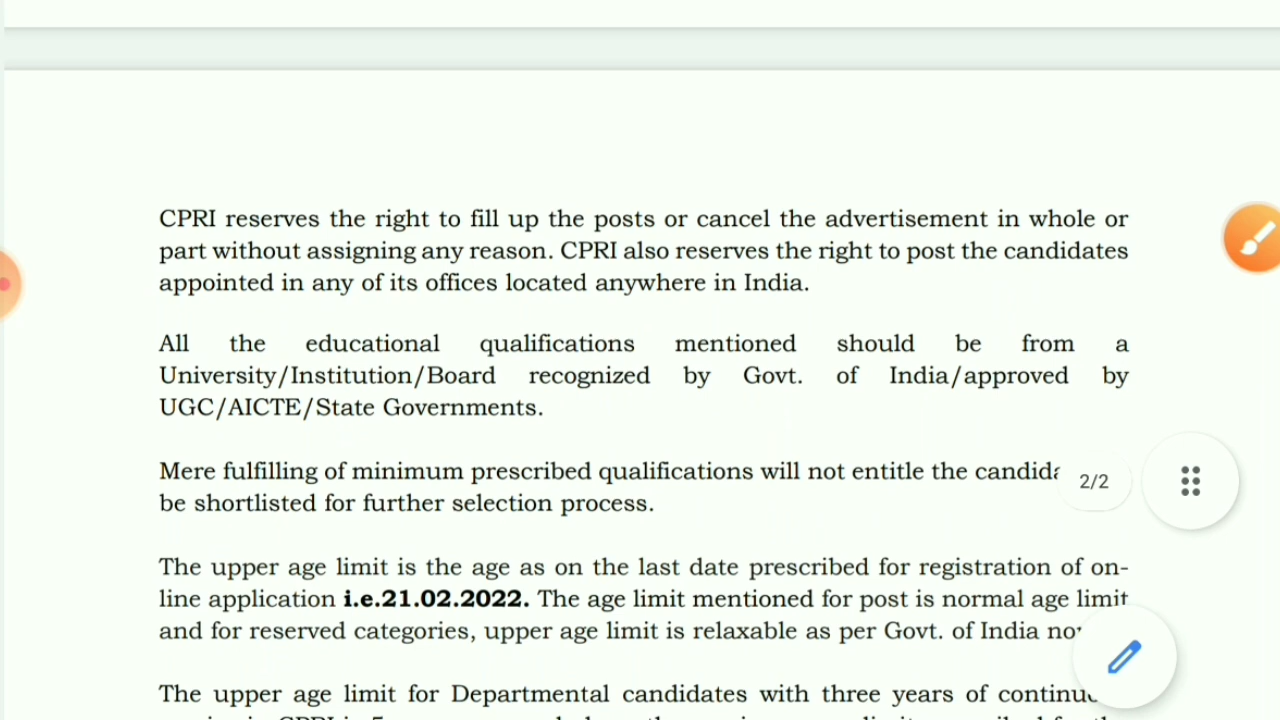 CPRI reserves the right to fill up the posts or cancel the advertisement in whole or
part without assigning any reason. CPRI also reserves the right to post the candidates
appointed in any of its offices located anywhere in India.
All the educational qualifications mentioned should be from a
University/Institution/Board recognized by Govt. of India/approved by
UGC/AICTE/State Governments.
Mere fulfilling of minimum prescribed qualifications will not entitle the
be shortlisted for further selection process.
2/2
The upper age limit is the age as on the last date prescribed for registration of on-
line application i.e.21.02.2022. The age limit mentioned for post is normal age limit
and for reserved categories, upper age limit is relaxable as per Govt. of India
The upper age limit for Departmental candidates with three years of